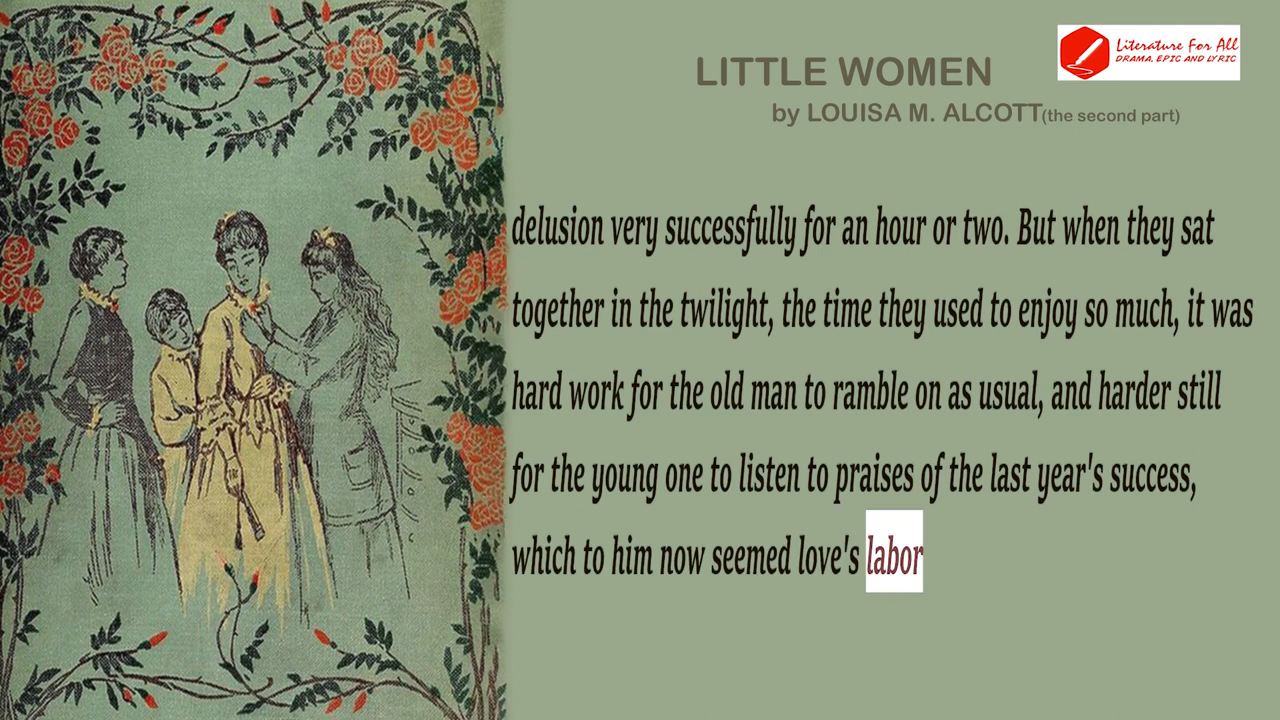 LITTLE WOMEN
by LOUISA M. ALCOTT(the second part)
Literature For All
DRAMA, EPIC AND LYRIC
delusion very successfully for an hour or two. But when they sat
together in the twilight, the time they used to enjoy so much, it was
hard work for the old man to ramble on as usual, and harder still
for the young one to listen to praises of the last year's success,
which to him now seemed love's labor